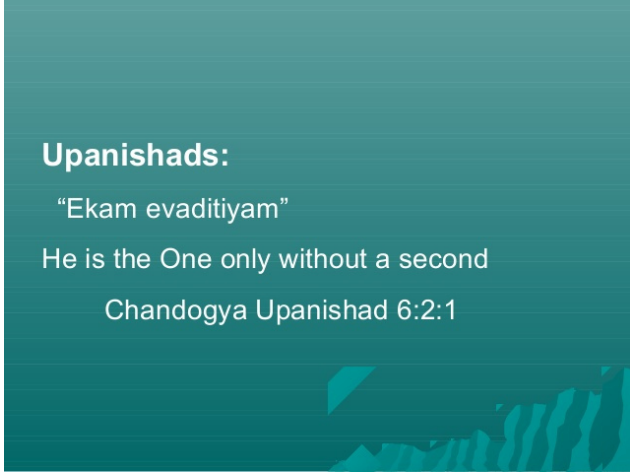 Upanishads:
“Ekam evaditiyam”
He is the One only without a second
Chandogya Upanishad 6:2:1